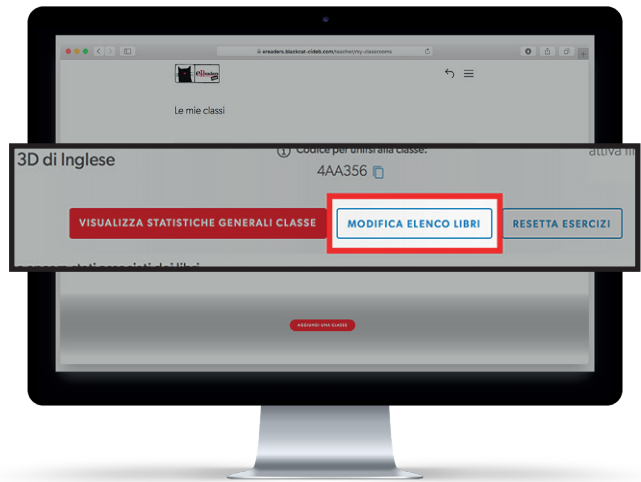 ereaders.blackcat-cideb.com/teacher/my-classrooms
eReaders
Le mie classi
3D di Inglese
Codice per unirsi alla classe:
attiva
4AA356
VISUALIZZA STATISTICHE GENERALI CLASSE
MODIFICA ELENCO LIBRI
RESETTA ESERCIZI
AGGIUNGI UNA CLASSE